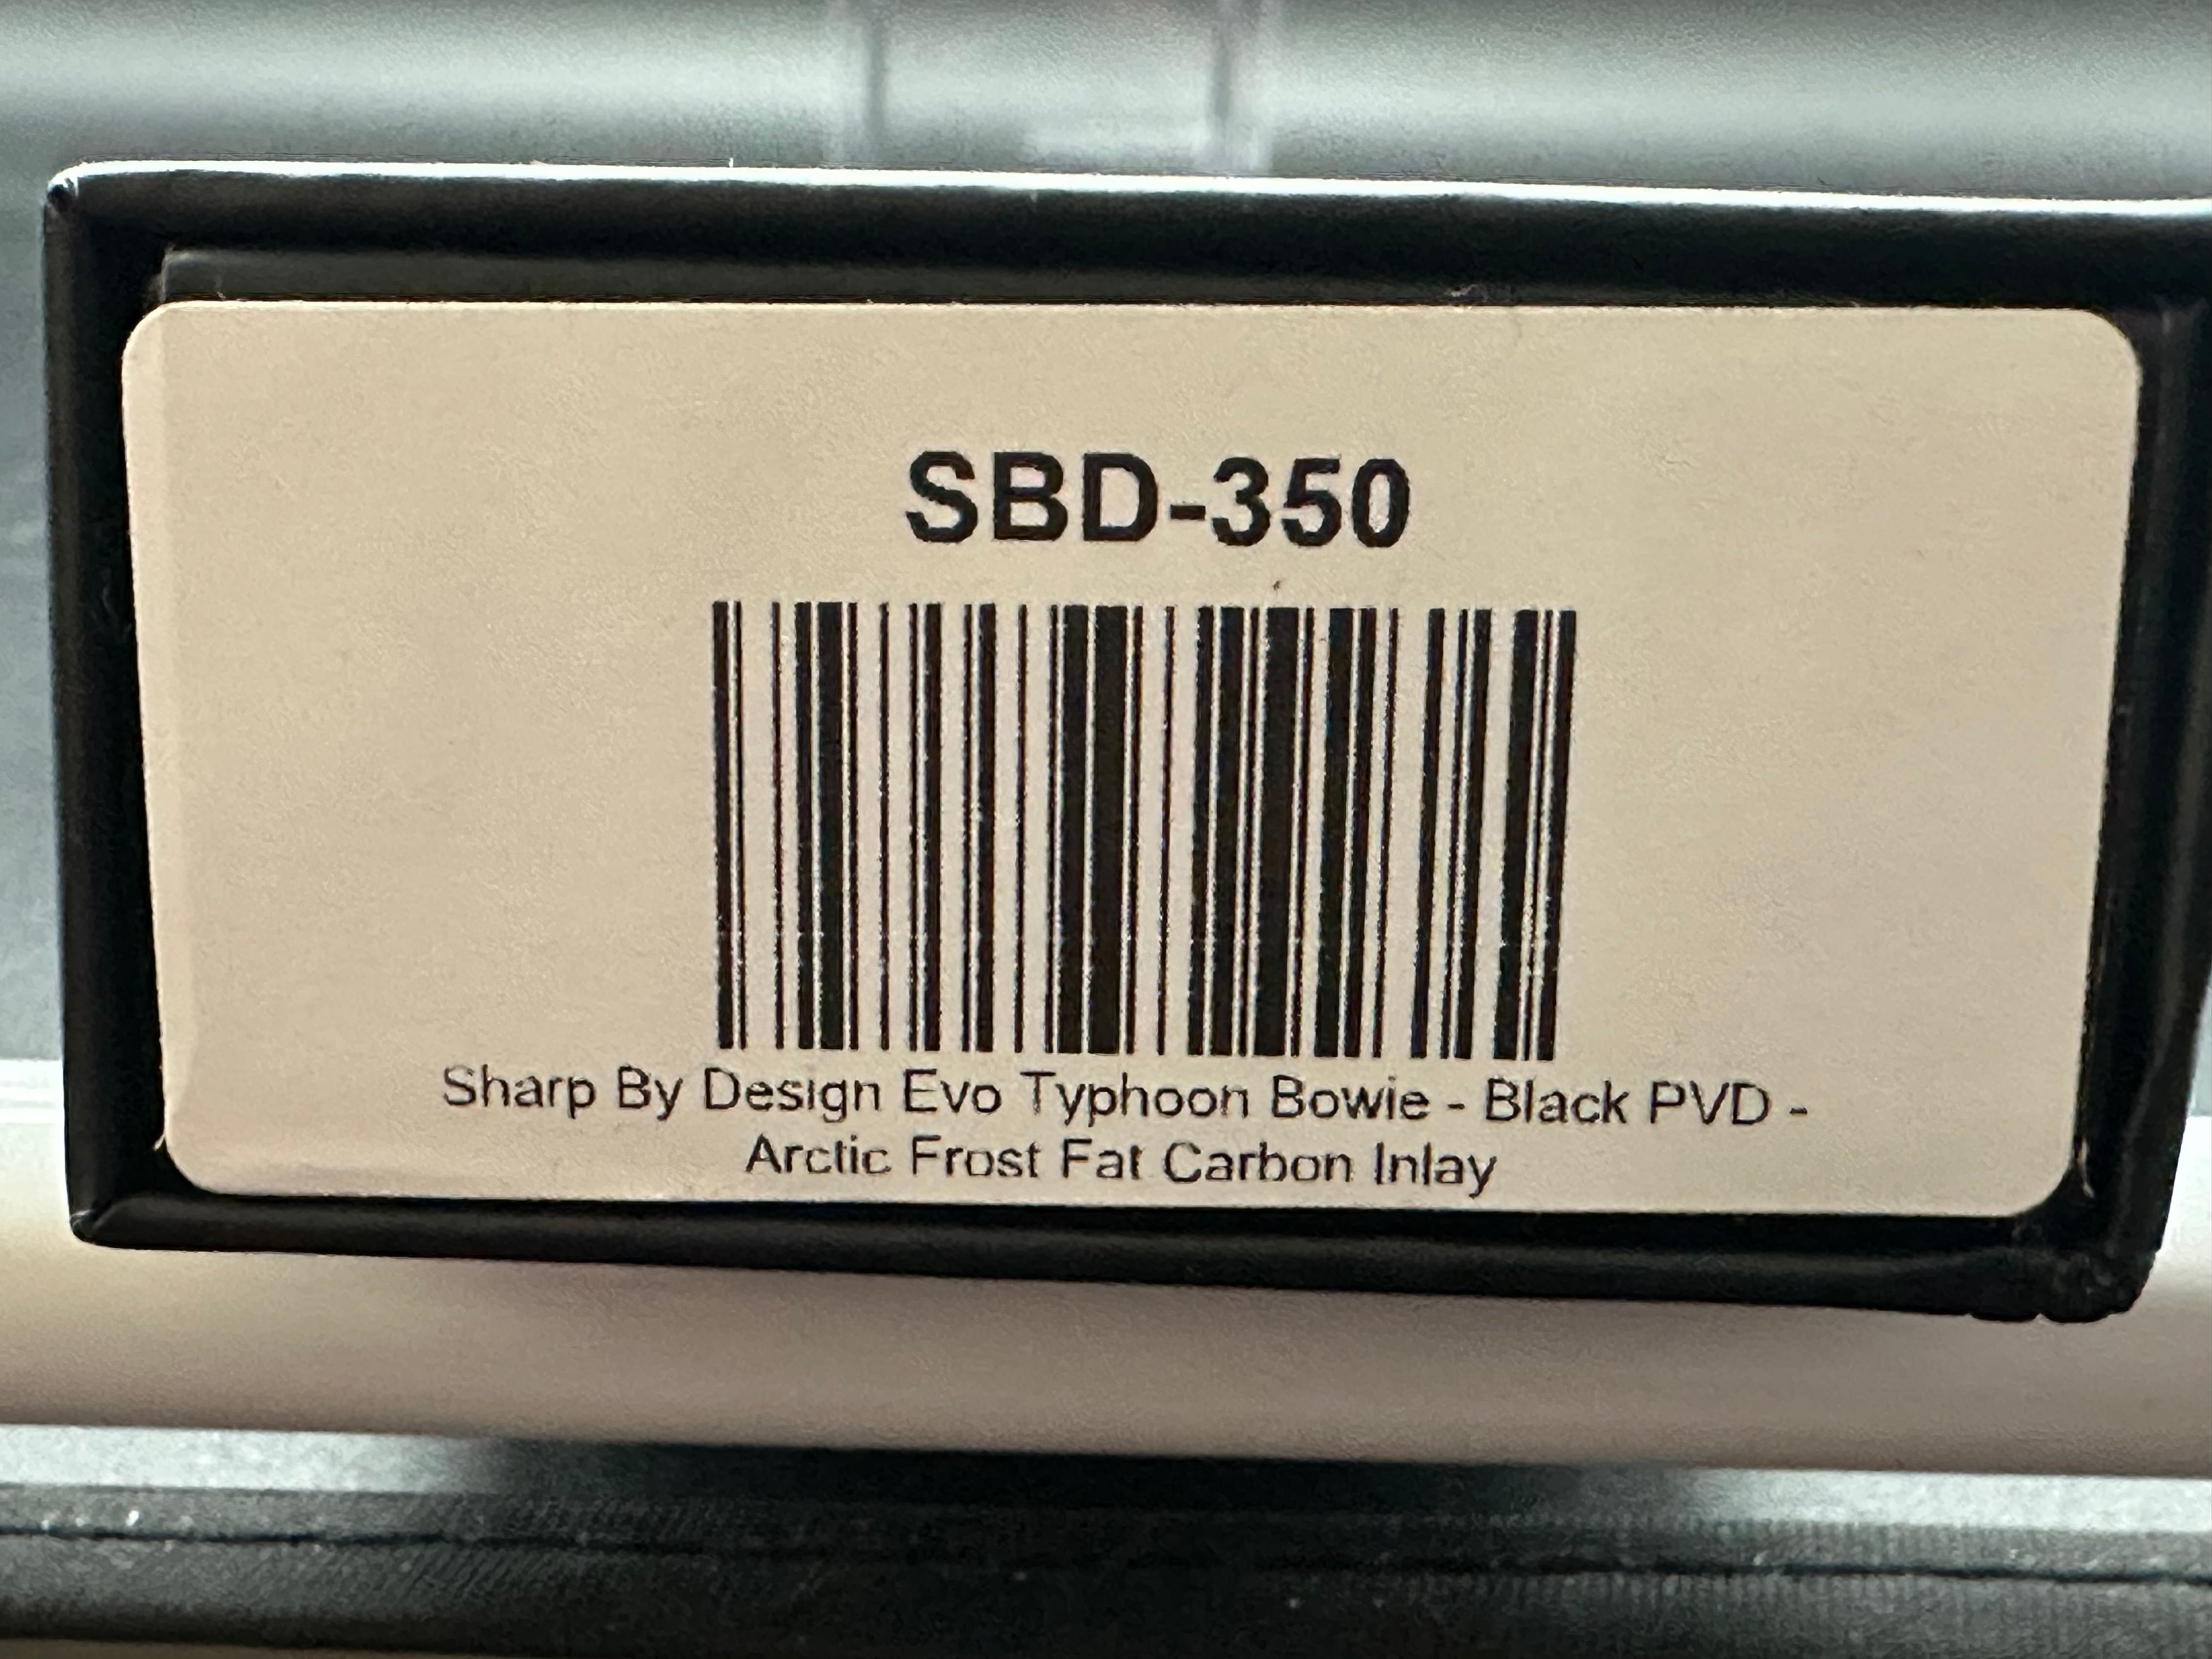 SBD-350
Sharp By Design Evo Typhoon Bowie - Black PVD -
Arctic Frost Fat Carbon Inlay